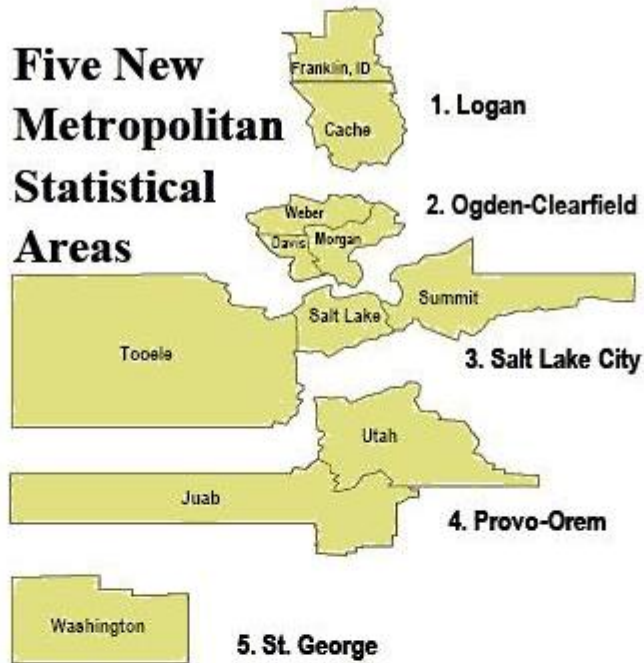 Five New
Metropolitan
Statistical
Areas
Franklin, ID
Cache
1. Logan
Weber
Davis
Morgan
2. Ogden-Clearfield
Summit
Salt Lake
Tooele
3. Salt Lake City
Utah
Juab
4. Provo-Orem
Washington
5. St. George